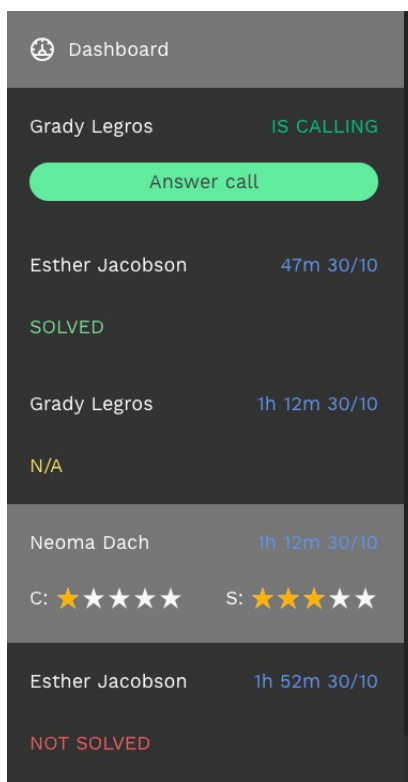 Dashboard
Grady Legros IS CALLING
Answer call
Esther Jacobson 47m 30/10
SOLVED
Grady Legros 1h 12m 30/10
N/A
Neoma Dach 1h 12m 30/10
C: S:
Esther Jacobson 1h 52m 30/10
NOT SOLVED